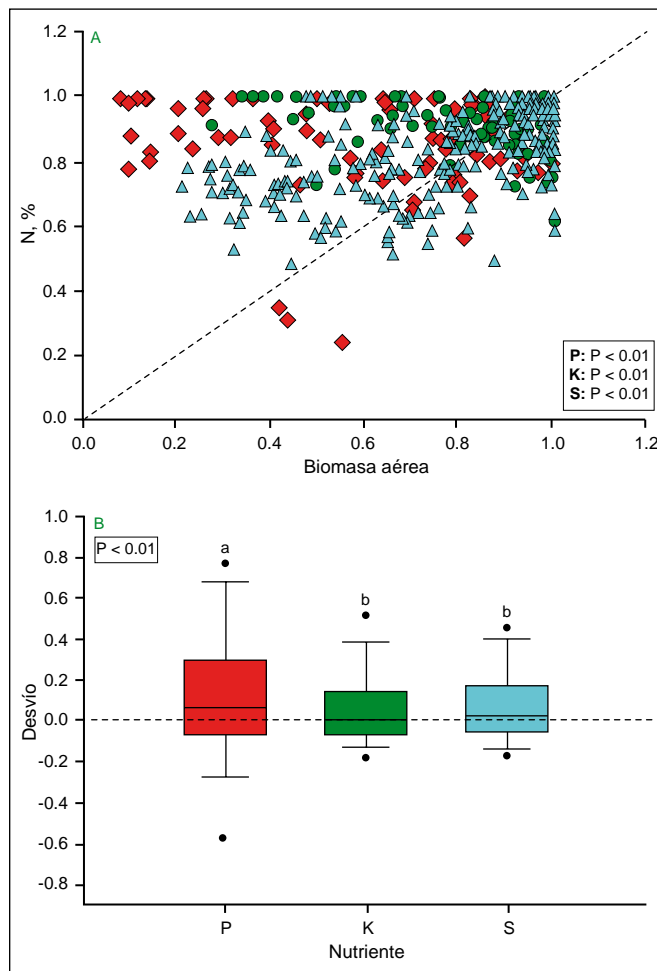 A
1.2
1.0
0.8
0.6
0.4
0.2
0.0
N, %
P: P < 0.01
K: P < 0.01
S: P < 0.01
0.0 0.2 0.4 0.6 0.8 1.0 1.2
Biomasa aérea
B
P < 0.01
1.0
0.8
0.6
0.4
0.2
0.0
-0.2
-0.4
-0.6
-0.8
Desvío
a
b
b
P K S
Nutriente